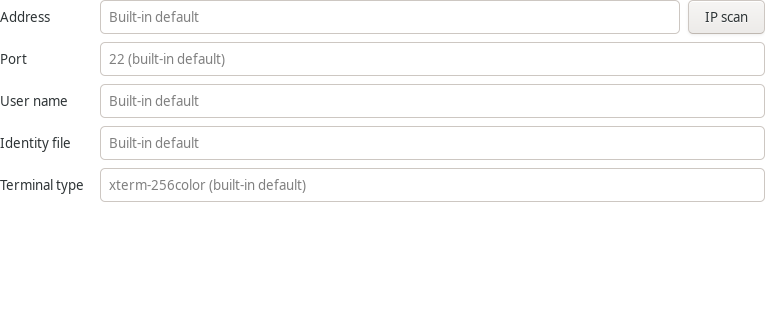 Address Built-in default IP scan
Port 22 (built-in default)
User name Built-in default
Identity file Built-in default
Terminal type xterm-256color (built-in default)